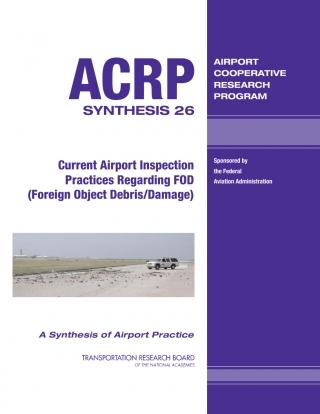 ACRP
SYNTHESIS 26
AIRPORT
COOPERATIVE
RESEARCH
PROGRAM
Current Airport Inspection
Practices Regarding FOD
(Foreign Object Debris/Damage)
Sponsored by
the Federal
Aviation Administration
A Synthesis of Airport Practice
TRANSPORTATION RESEARCH BOARD
OF THE NATIONAL ACADEMIES